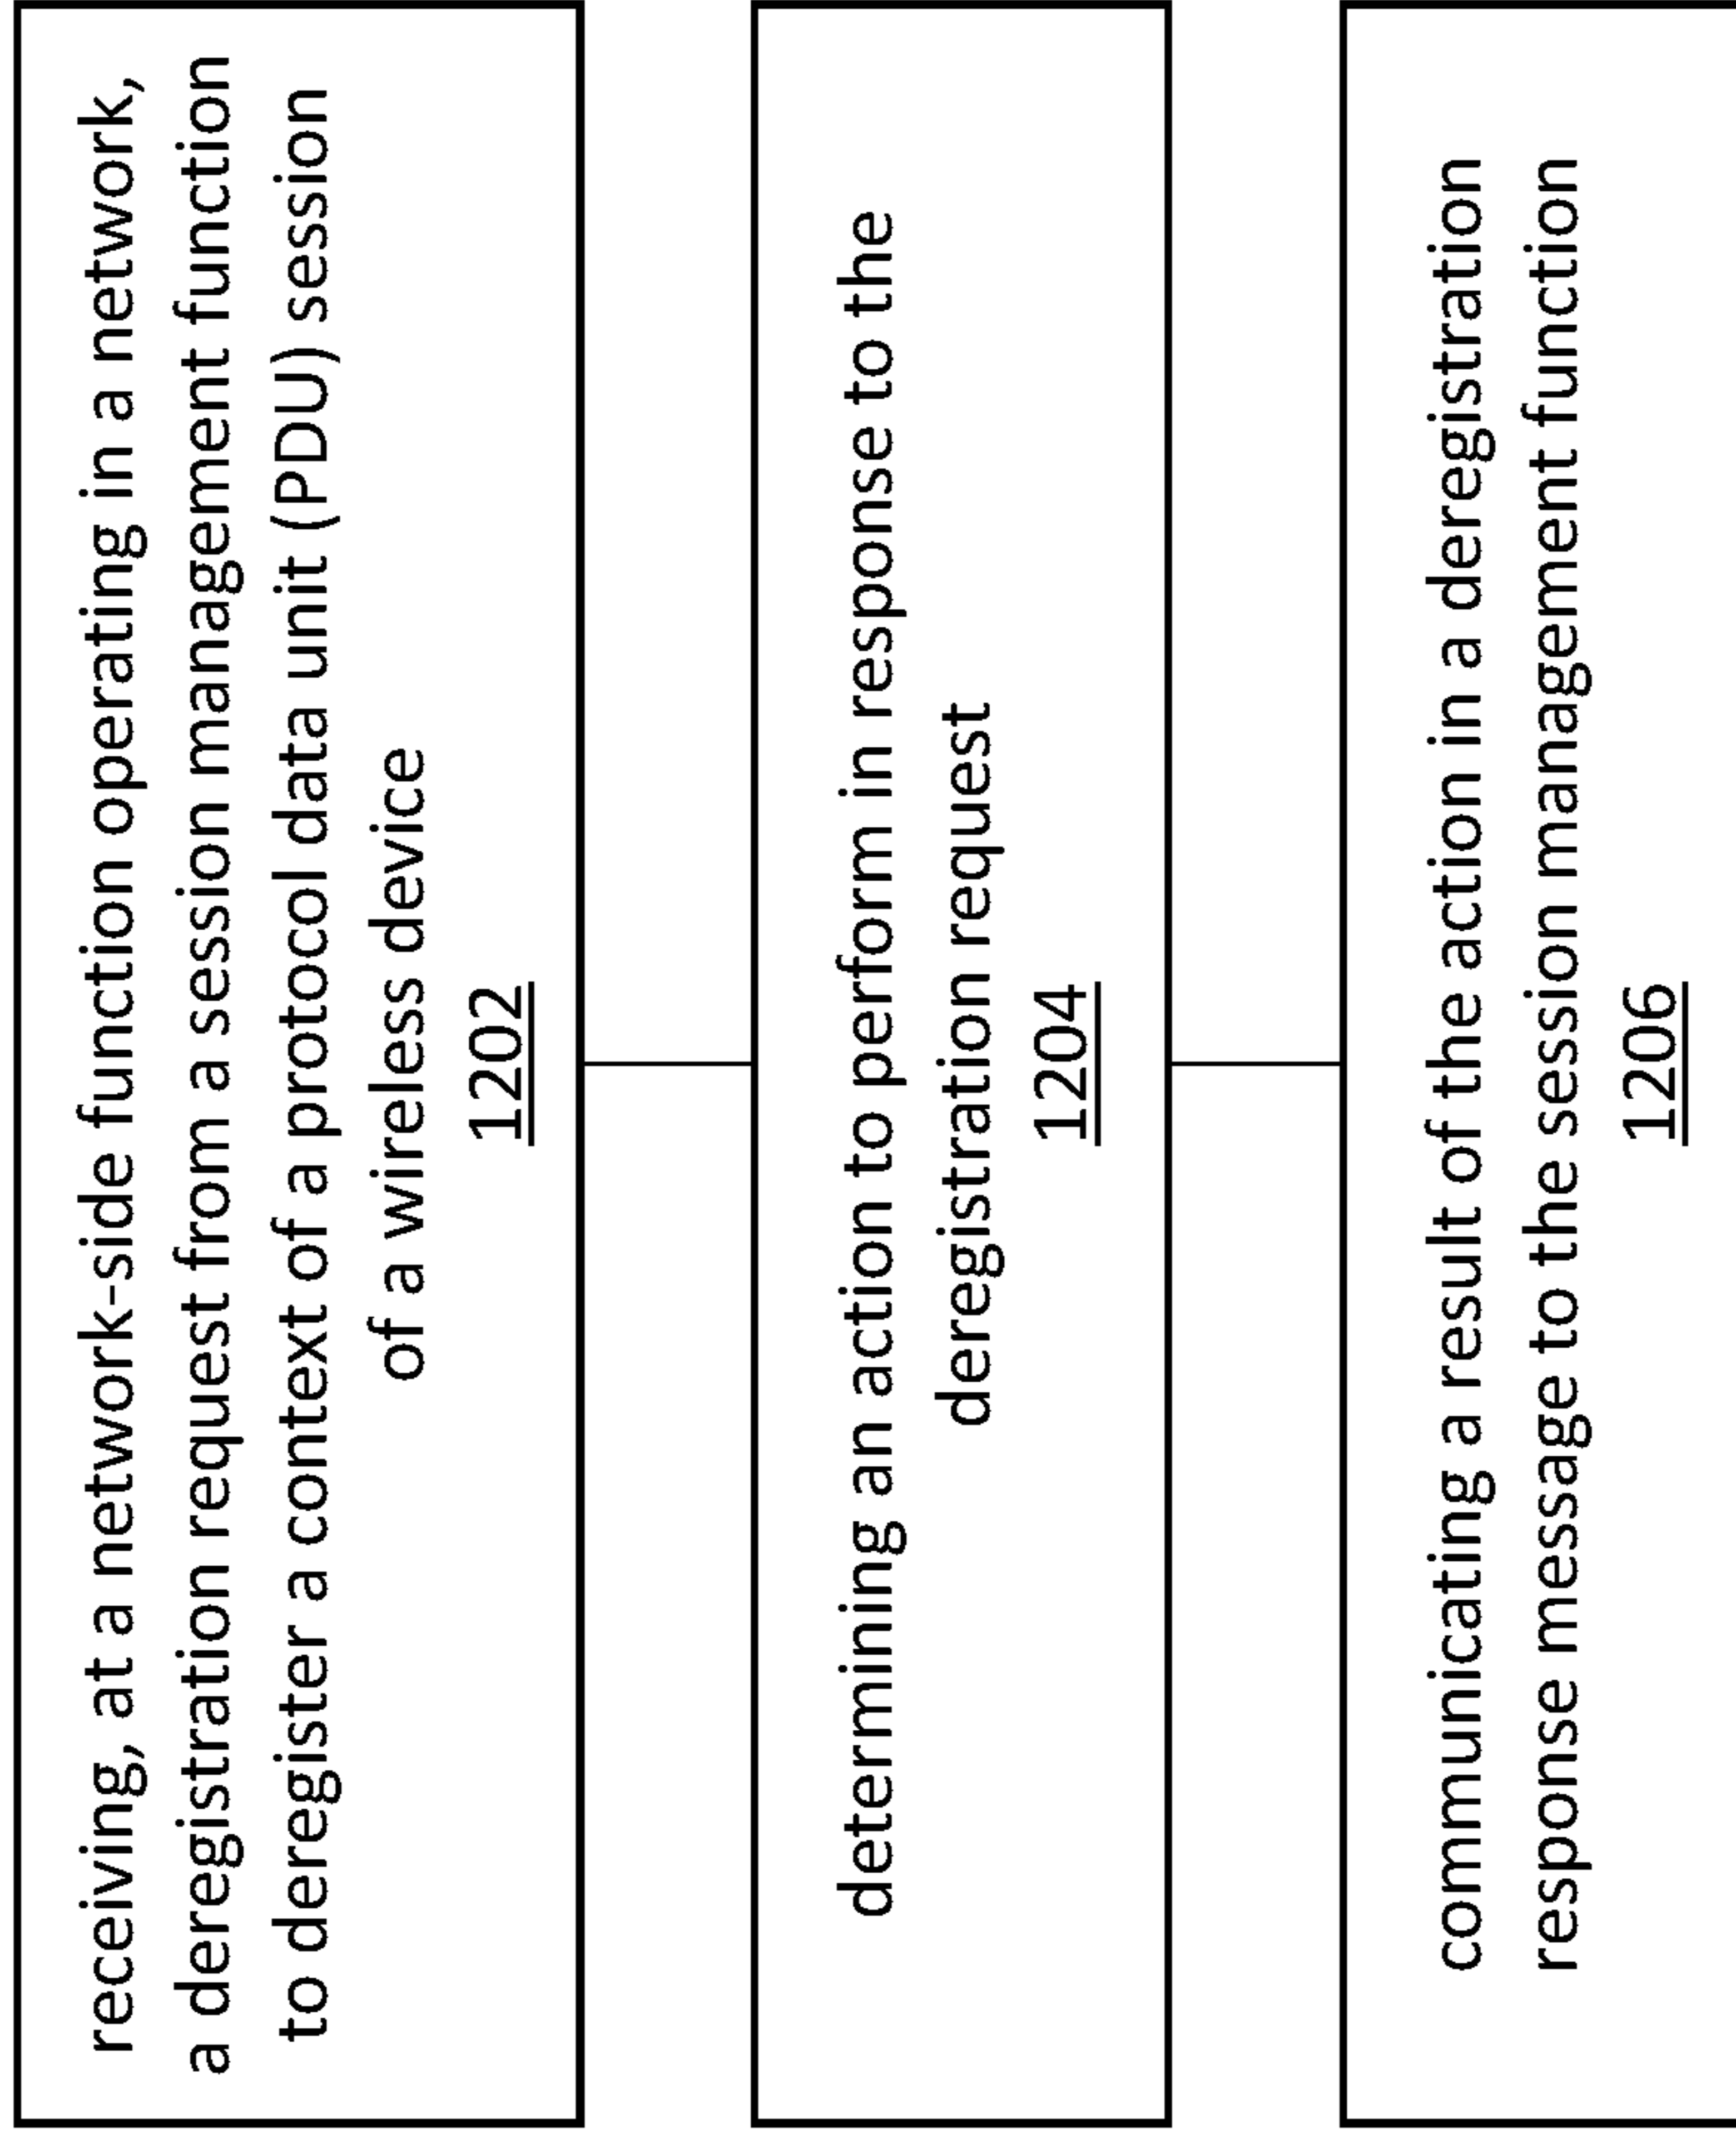 receiving, at a network-side function operating in a network,
a deregistration request from a session management function
to deregister a context of a protocol data unit (PDU) session
of a wireless device
1202
determining an action to perform in response to the
deregistration request
1204
communicating a result of the action in a deregistration
response message to the session management function
1206